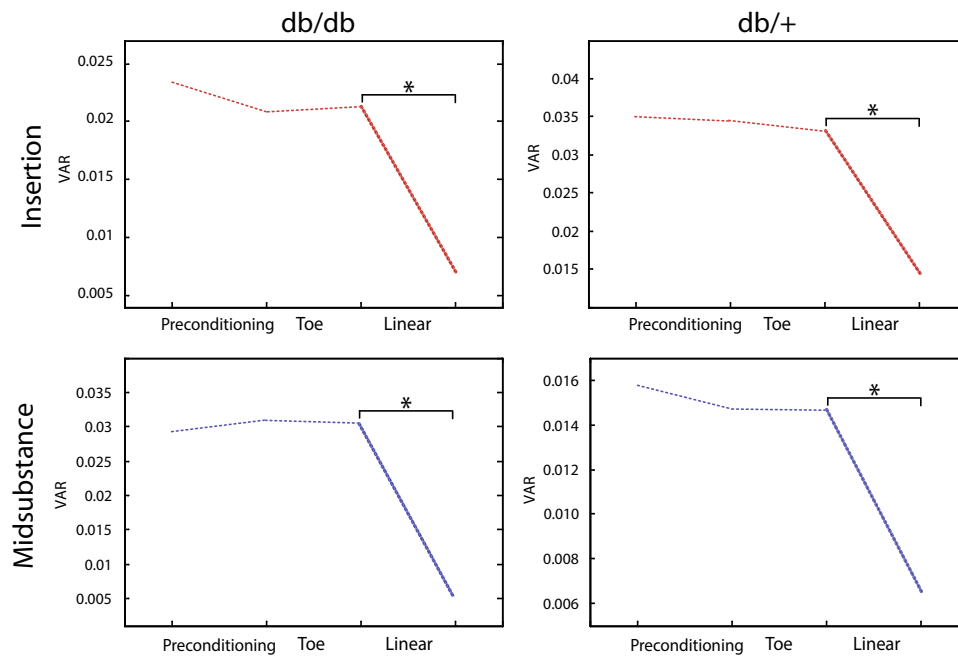 db/db
db/+
Insertion
VAR
0.025
0.02
0.015
0.01
0.005
*
Preconditioning Toe Linear
VAR
0.04
0.035
0.03
0.025
0.02
0.015
*
Preconditioning Toe Linear
Midsubstance
VAR
0.035
0.03
0.025
0.02
0.015
0.01
0.005
*
Preconditioning Toe Linear
VAR
0.016
0.014
0.012
0.010
0.008
0.006
*
Preconditioning Toe Linear